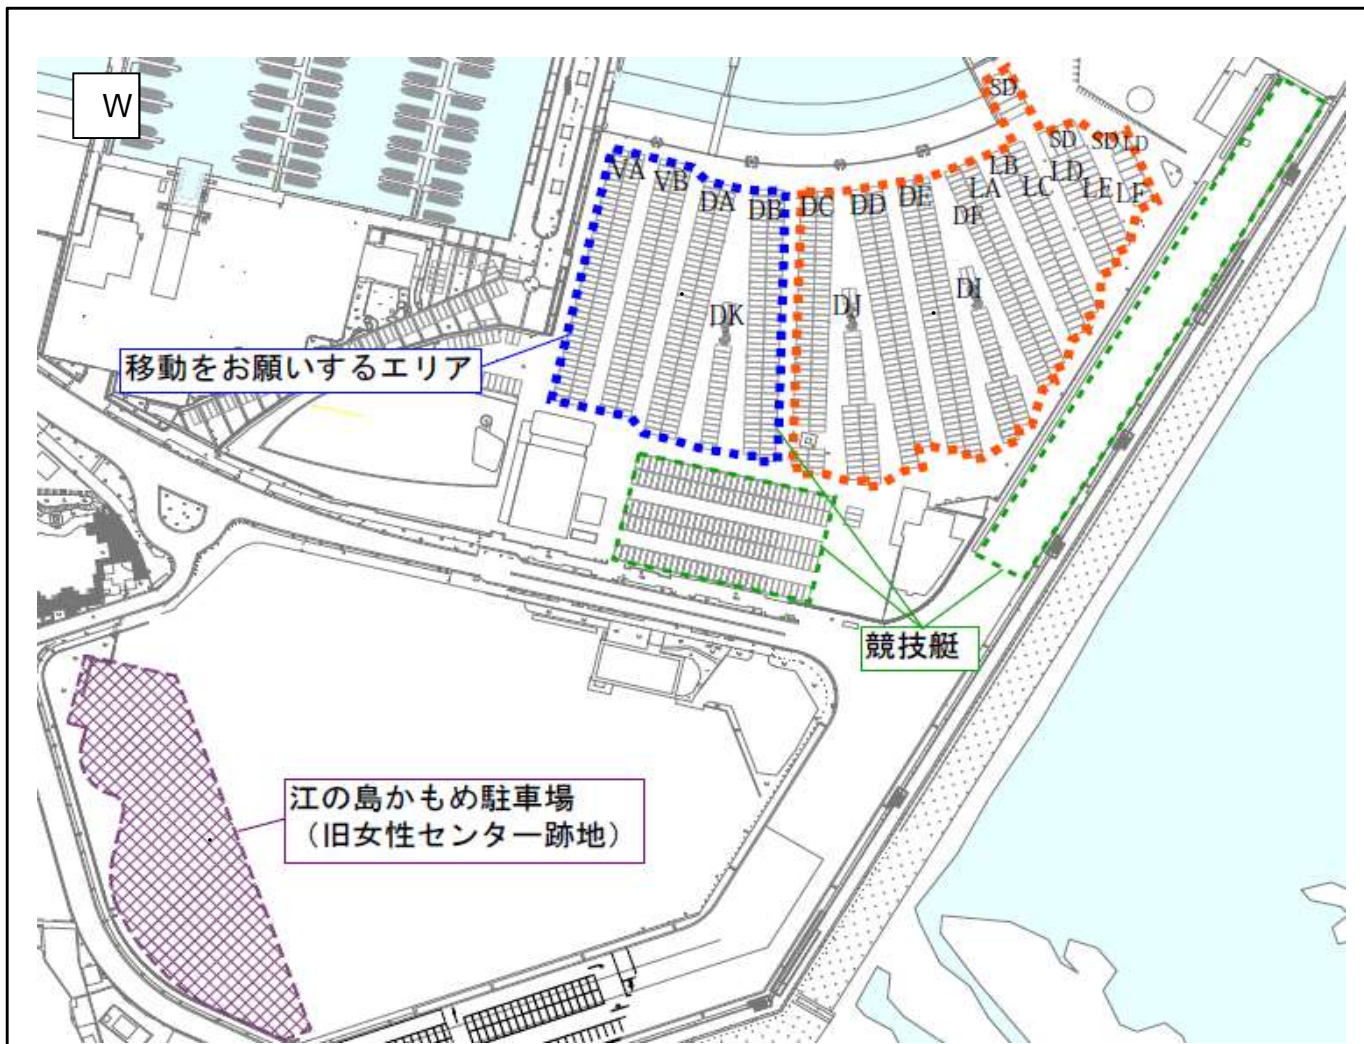 W
SD
SD
SD
LD
VA
VB
DA
DB
DC
DD
DE
DF
LA
LB
LC
LD
LE
LF
DK
DJ
DI
移動をお願いするエリア
競技艇
江の島かもめ駐車場
（旧女性センター跡地）